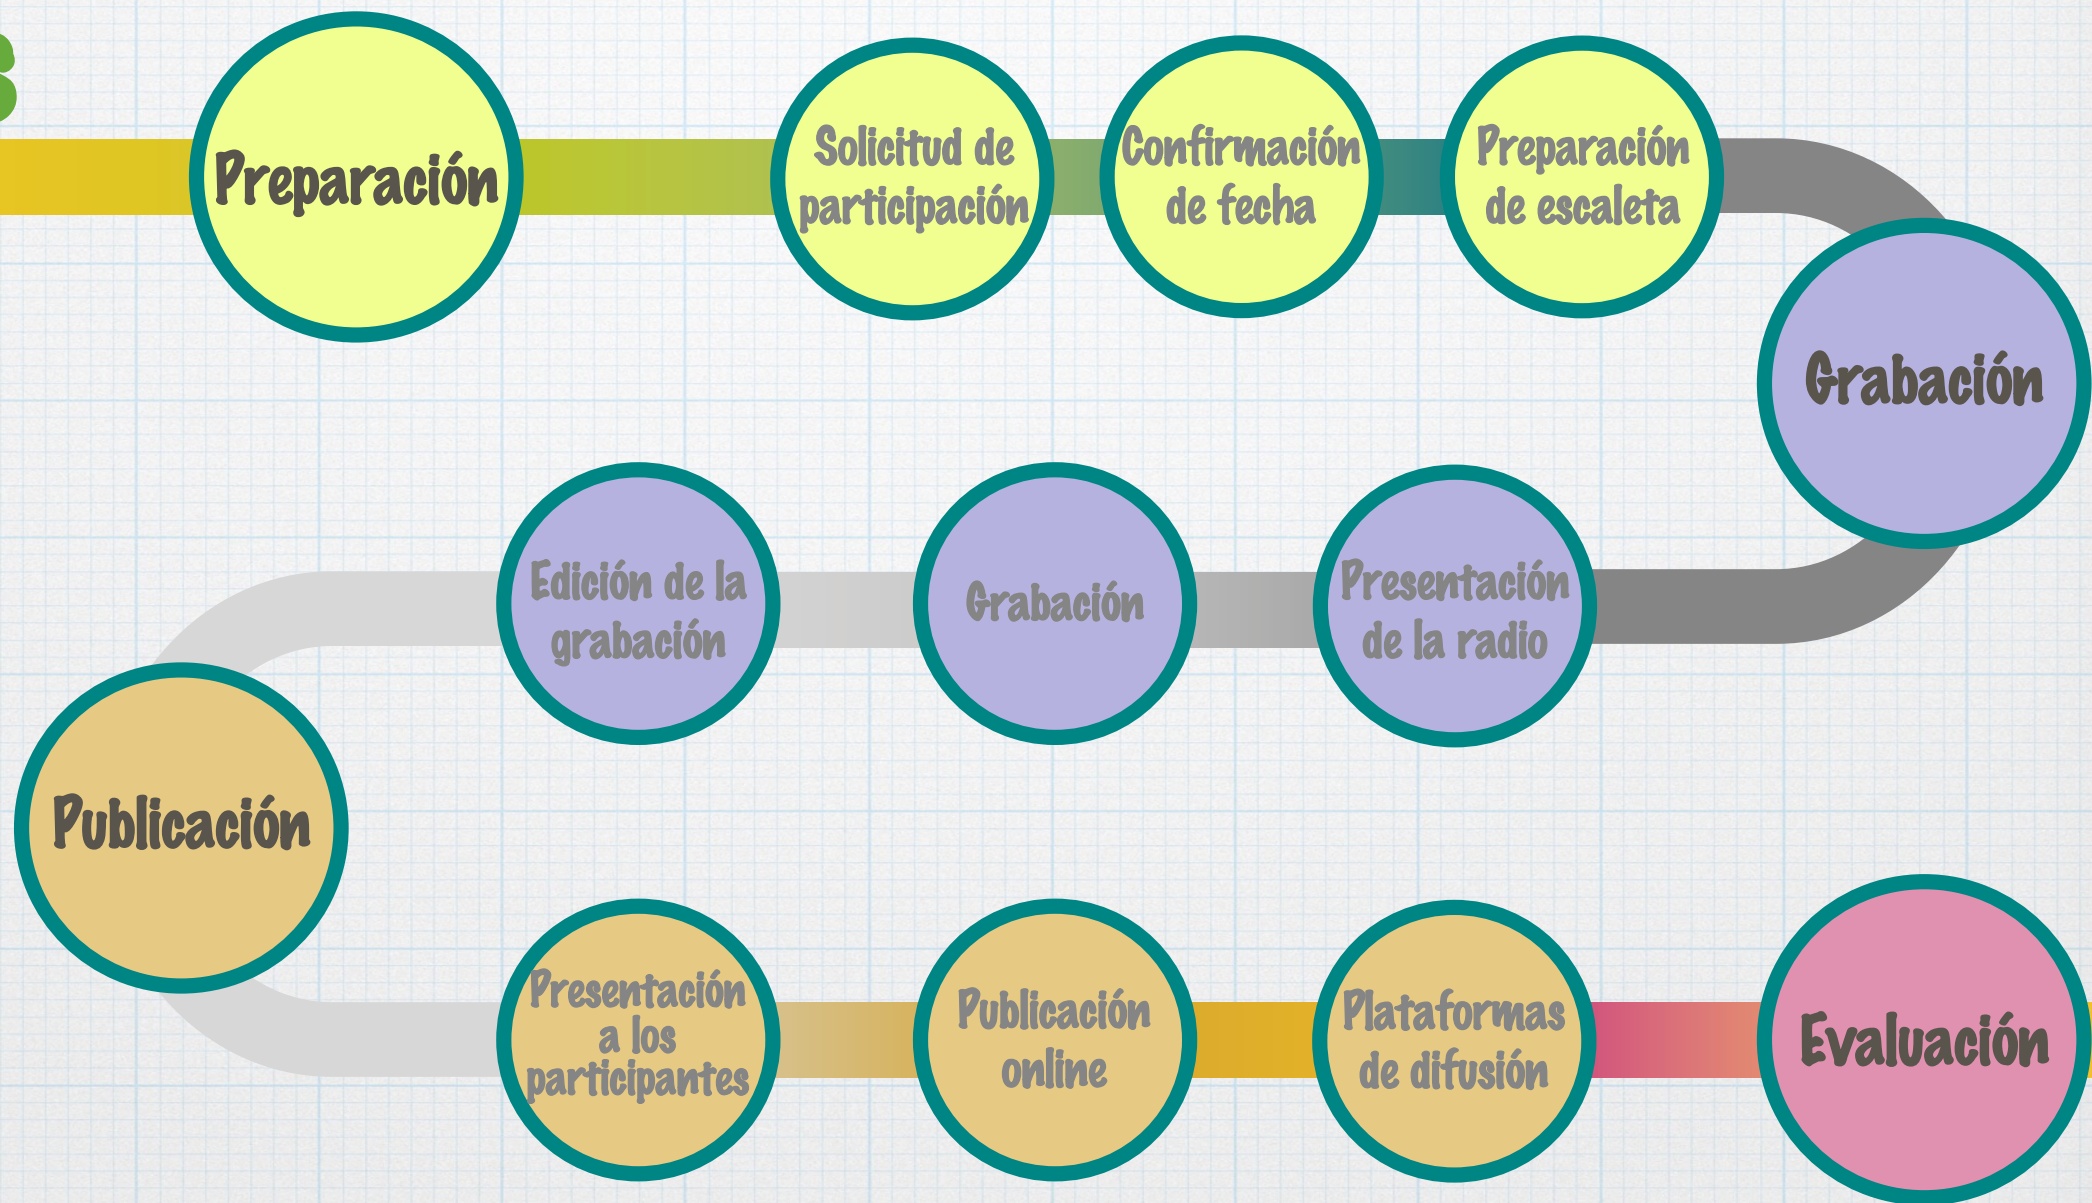 Preparación
Solicitud de
participación
Confirmación
de fecha
Preparación
de escaleta
Grabación
Presentación
de la radio
Grabación
Edición de la
grabación
Publicación
Presentación
a los
participantes
Publicación
online
Plataformas
de difusión
Evaluación